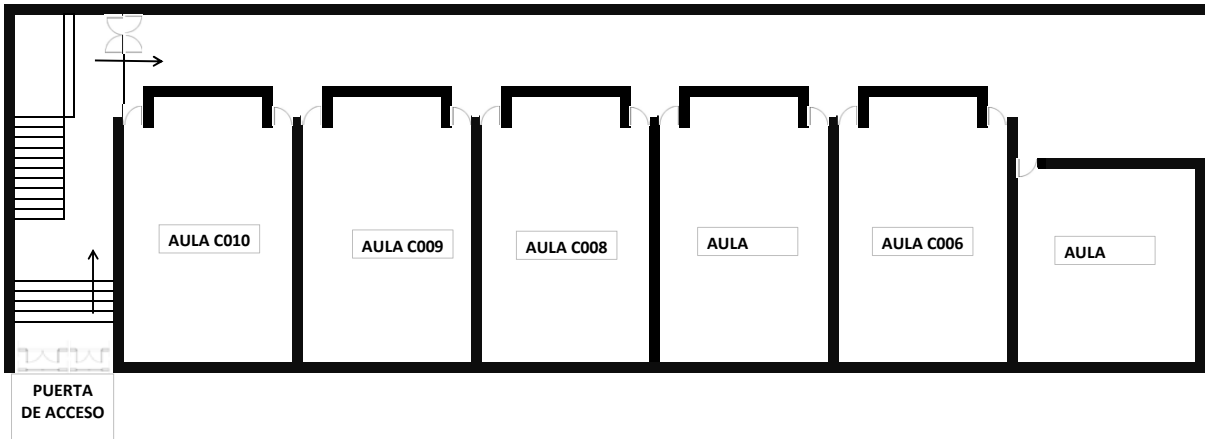 AULA C010
AULA C009
AULA C008
AULA
AULA C006
AULA
PUERTA
DE ACCESO